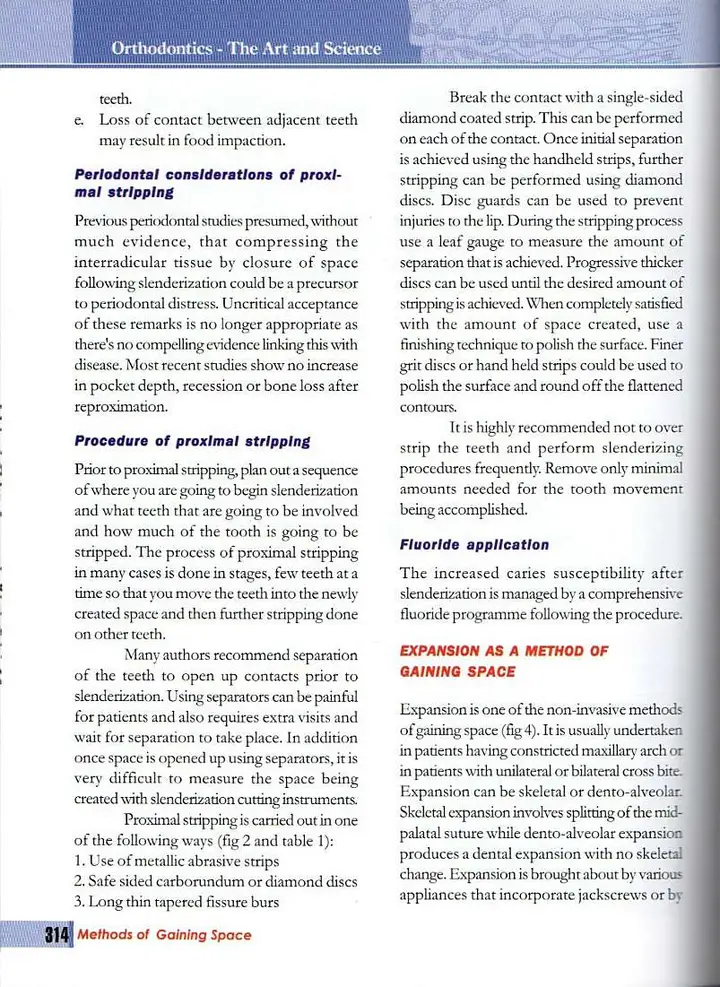 Orthodontics - The Art and Science
teeth.
e. Loss of contact between adjacent teeth
may result in food impaction.
Periodontal considerations of proxi-
mal stripping
Previous periodontal studies presumed, without
much evidence, that compressing the
interradicular tissue by closure of space
following slenderization could be a precursor
to periodontal distress. Uncritical acceptance
of these remarks is no longer appropriate as
there's no compelling evidence linking this with
disease. Most recent studies show no increase
in pocket depth, recession or bone loss after
reproximation.
Procedure of proximal stripping
Prior to proximal stripping, plan out a sequence
of where you are going to begin slenderization
and what teeth that are going to be involved
and how much of the tooth is going to be
stripped. The process of proximal stripping
in many cases is done in stages, few teeth at a
time so that you move the teeth into the newly
created space and then further stripping done
on other teeth.
Many authors recommend separation
of the teeth to open up contacts prior to
slenderization. Using separators can be painful
for patients and also requires extra visits and
wait for separation to take place. In addition
once space is opened up using separators, it is
very difficult to measure the space being
created with slenderization cutting instruments.
Proximal stripping is carried out in one
of the following ways (fig 2 and table 1):
1. Use of metallic abrasive strips
2. Safe sided carborundum or diamond discs
3. Long thin tapered fissure burs
Break the contact with a single-sided
diamond coated strip. This can be performed
on each of the contact. Once initial separation
is achieved using the handheld strips, further
stripping can be performed using diamond
discs. Disc guards can be used to prevent
injuries to the lip. During the stripping process
use a leaf gauge to measure the amount of
separation that is achieved. Progressive thicker
discs can be used until the desired amount of
stripping is achieved. When completely satisfied
with the amount of space created, use a
finishing technique to polish the surface. Finer
grit discs or hand held strips could be used to
polish the surface and round off the flattened
contours.
It is highly recommended not to over
strip the teeth and perform slenderizing
procedures frequently. Remove only minimal
amounts needed for the tooth movement
being accomplished.
Fluoride application
The increased caries susceptibility after
slenderization is managed by a comprehensive
fluoride programme following the procedure.
EXPANSION AS A METHOD OF
GAINING SPACE
Expansion is one of the non-invasive methods
of gaining space (fig 4). It is usually undertaken
in patients having constricted maxillary arch or
in patients with unilateral or bilateral cross bite.
Expansion can be skeletal or dento-alveolar.
Skeletal expansion involves splitting of the mid-
palatal suture while dento-alveolar expansion
produces a dental expansion with no skeletal
change. Expansion is brought about by various
appliances that incorporate jackscrews or by
314 Methods of Gaining Space